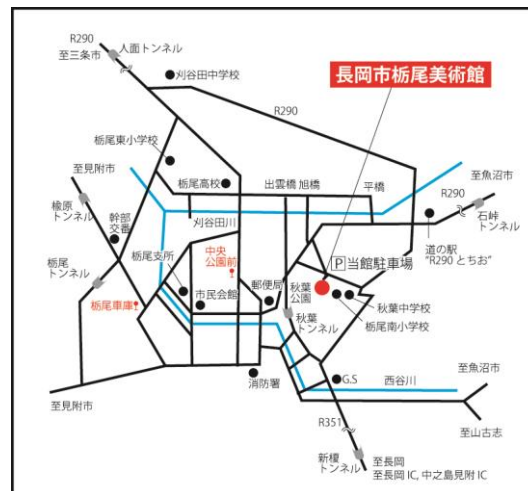 R290
至三条市
人面トンネル
刈谷田中学校
長岡市栃尾美術館
R290
栃尾東小学校
至見附市
栃尾高校
出雲橋 旭橋
平橋
至魚沼市
R290
石峠
トンネル
楡原
トンネル
幹部
交番
刈谷田川
道の駅
"R290 とちお"
栃尾支所
中央
公園前
P当館駐車場
栃尾
トンネル
市民会館
郵便局
秋葉
公園
秋葉中学校
栃尾南小学校
栃尾車庫
秋葉
トンネル
消防署
G.S
西谷川
至魚沼市
至見附市
R351
至山古志
新榎
トンネル
至長岡
至長岡 IC, 中之島見附 IC